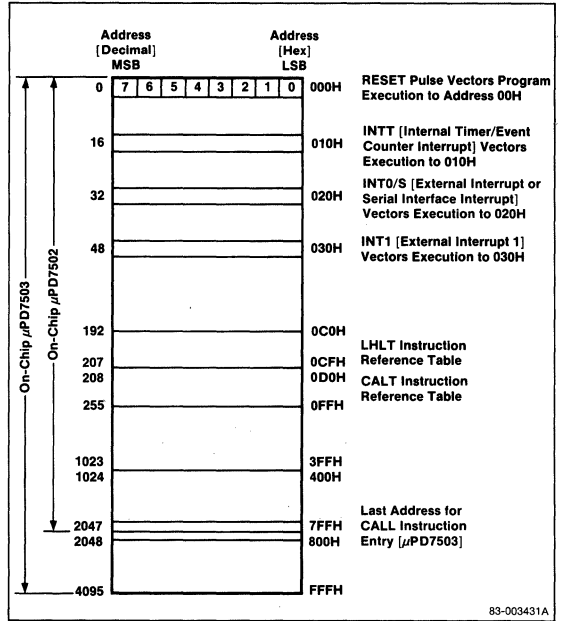 Address
[Decimal]
MSB
Address
[Hex]
LSB
0 7 6 5 4 3 2 1 0 000H
RESET Pulse Vectors Program
Execution to Address 00H
16 010H
INTT [Internal Timer/Event
Counter Interrupt] Vectors
Execution to 010H
32 020H
INT0/S [External Interrupt or
Serial Interface Interrupt]
Vectors Execution to 020H
48 030H
INT1 [External Interrupt 1]
Vectors Execution to 030H
On-Chip μPD7503
On-Chip μPD7502
192 0C0H
LHLT Instruction
Reference Table
207 0CFH
208 0D0H
CALT Instruction
Reference Table
255 0FFH
1023 3FFH
1024 400H
Last Address for
CALL Instruction
Entry [μPD7503]
2047 7FFH
2048 800H
4095 FFFH
83-003431A